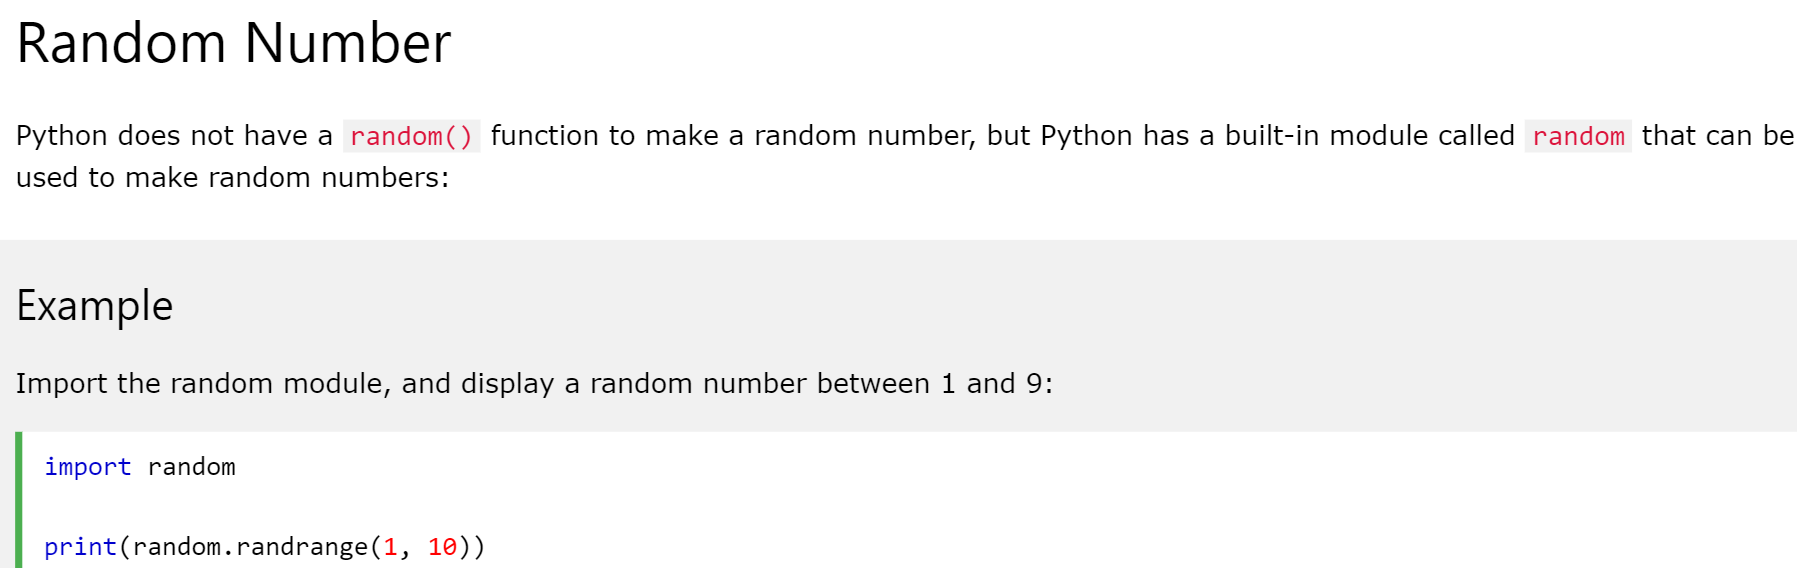 Random Number
Python does not have a random() function to make a random number, but Python has a built-in module called random that can be
used to make random numbers:
Example
Import the random module, and display a random number between 1 and 9:
import random
print(random.randrange(1, 10))